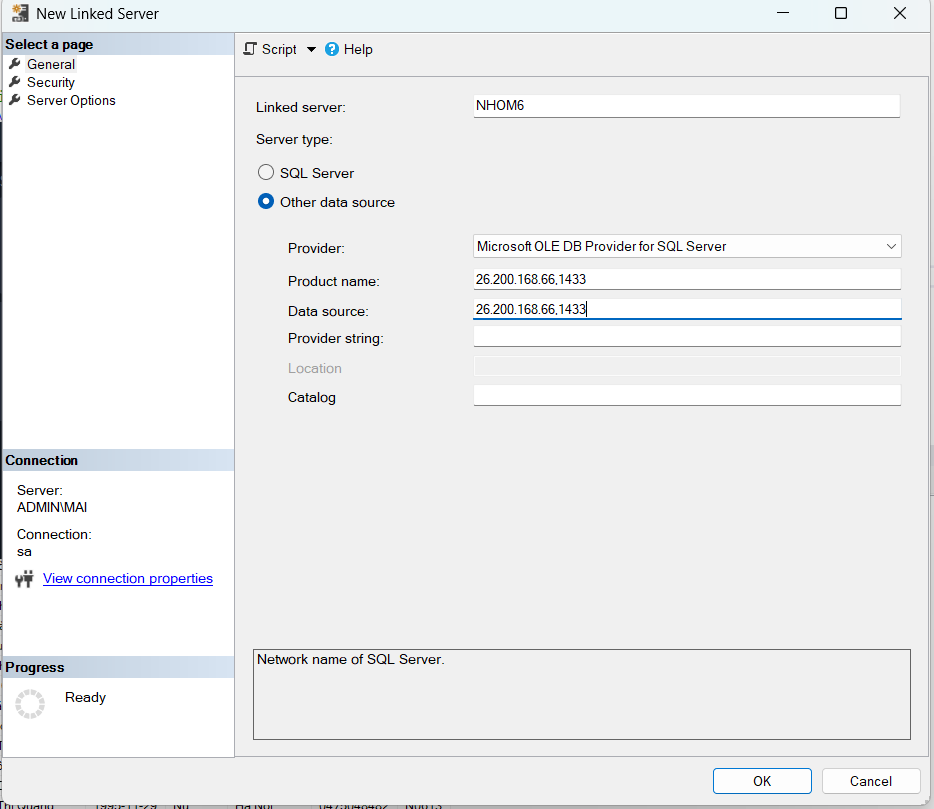 New Linked Server
Select a page
General
Security
Server Options
Script
Help
Linked server:
NHOM6
Server type:
SQL Server
Other data source
Provider:
Microsoft OLE DB Provider for SQL Server
Product name:
26.200.168.66,1433
Data source:
26.200.168.66,1433
Provider string:
Location
Catalog
Connection
Server:
ADMIN\MAI
Connection:
sa
View connection properties
Progress
Ready
Network name of SQL Server.
OK
Cancel